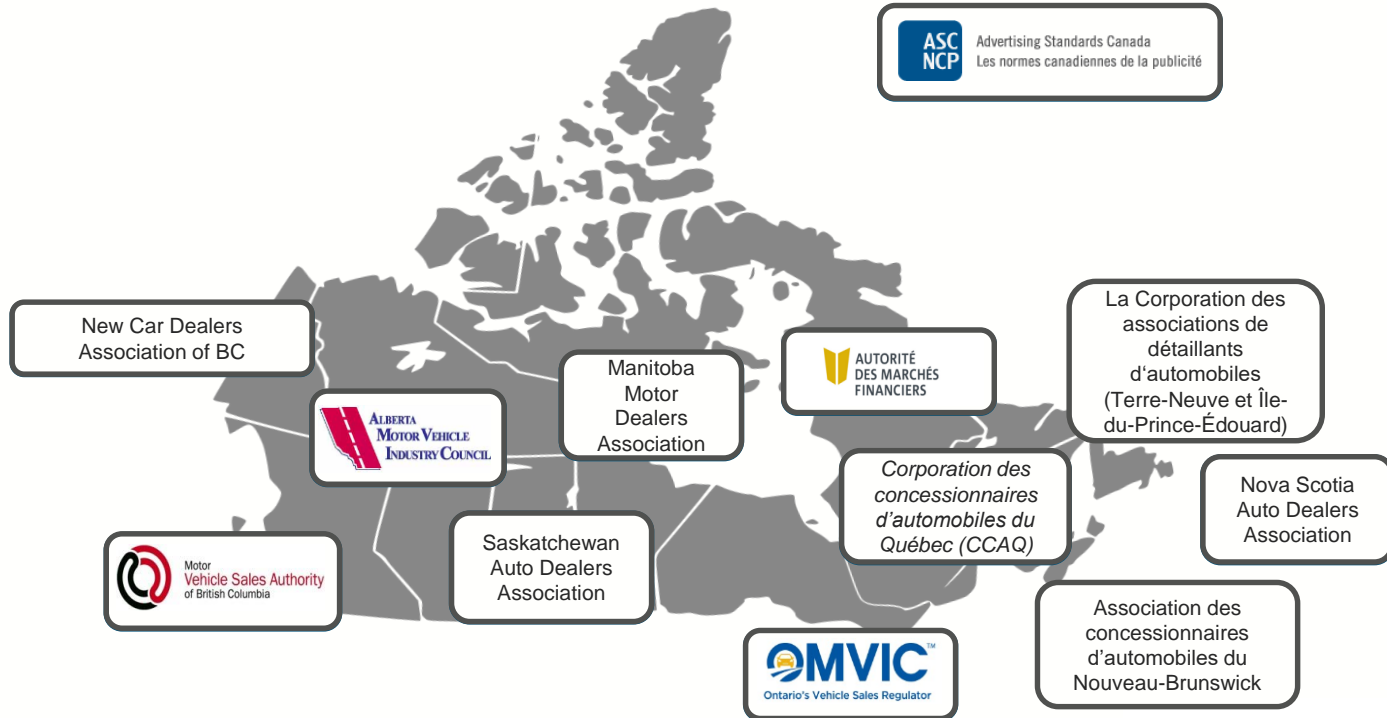 ASC
NCP
Advertising Standards Canada
Les normes canadiennes de la publicité
New Car Dealers
Association of BC
Manitoba
Motor
Dealers
Association
AUTORITÉ
DES MARCHÉS
FINANCIERS
La Corporation des
associations de
détaillants
d'automobiles
(Terre-Neuve et Île-
du-Prince-Édouard)
ALBERTA
MOTOR VEHICLE
INDUSTRY COUNCIL
Corporation des
concessionnaires
d'automobiles du
Québec (CCAQ)
Nova Scotia
Auto Dealers
Association
Motor
Vehicle Sales Authority
of British Columbia
Saskatchewan
Auto Dealers
Association
Association des
concessionnaires
d'automobiles du
Nouveau-Brunswick
OMVIC™
Ontario's Vehicle Sales Regulator